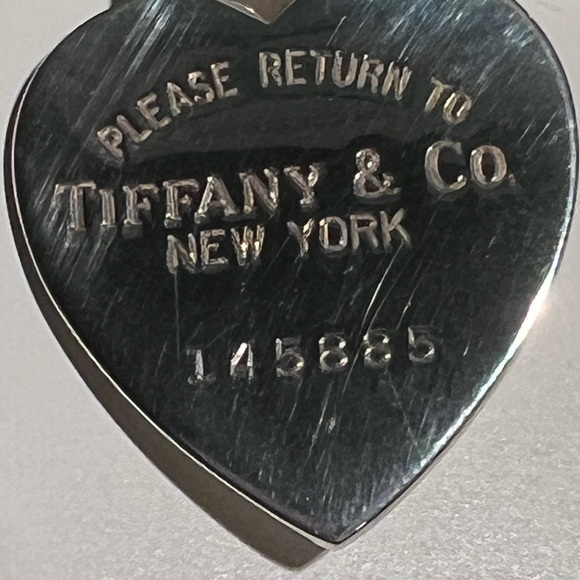 PLEASE RETURN TO
TIFFANY & CO.
NEW YORK
145885